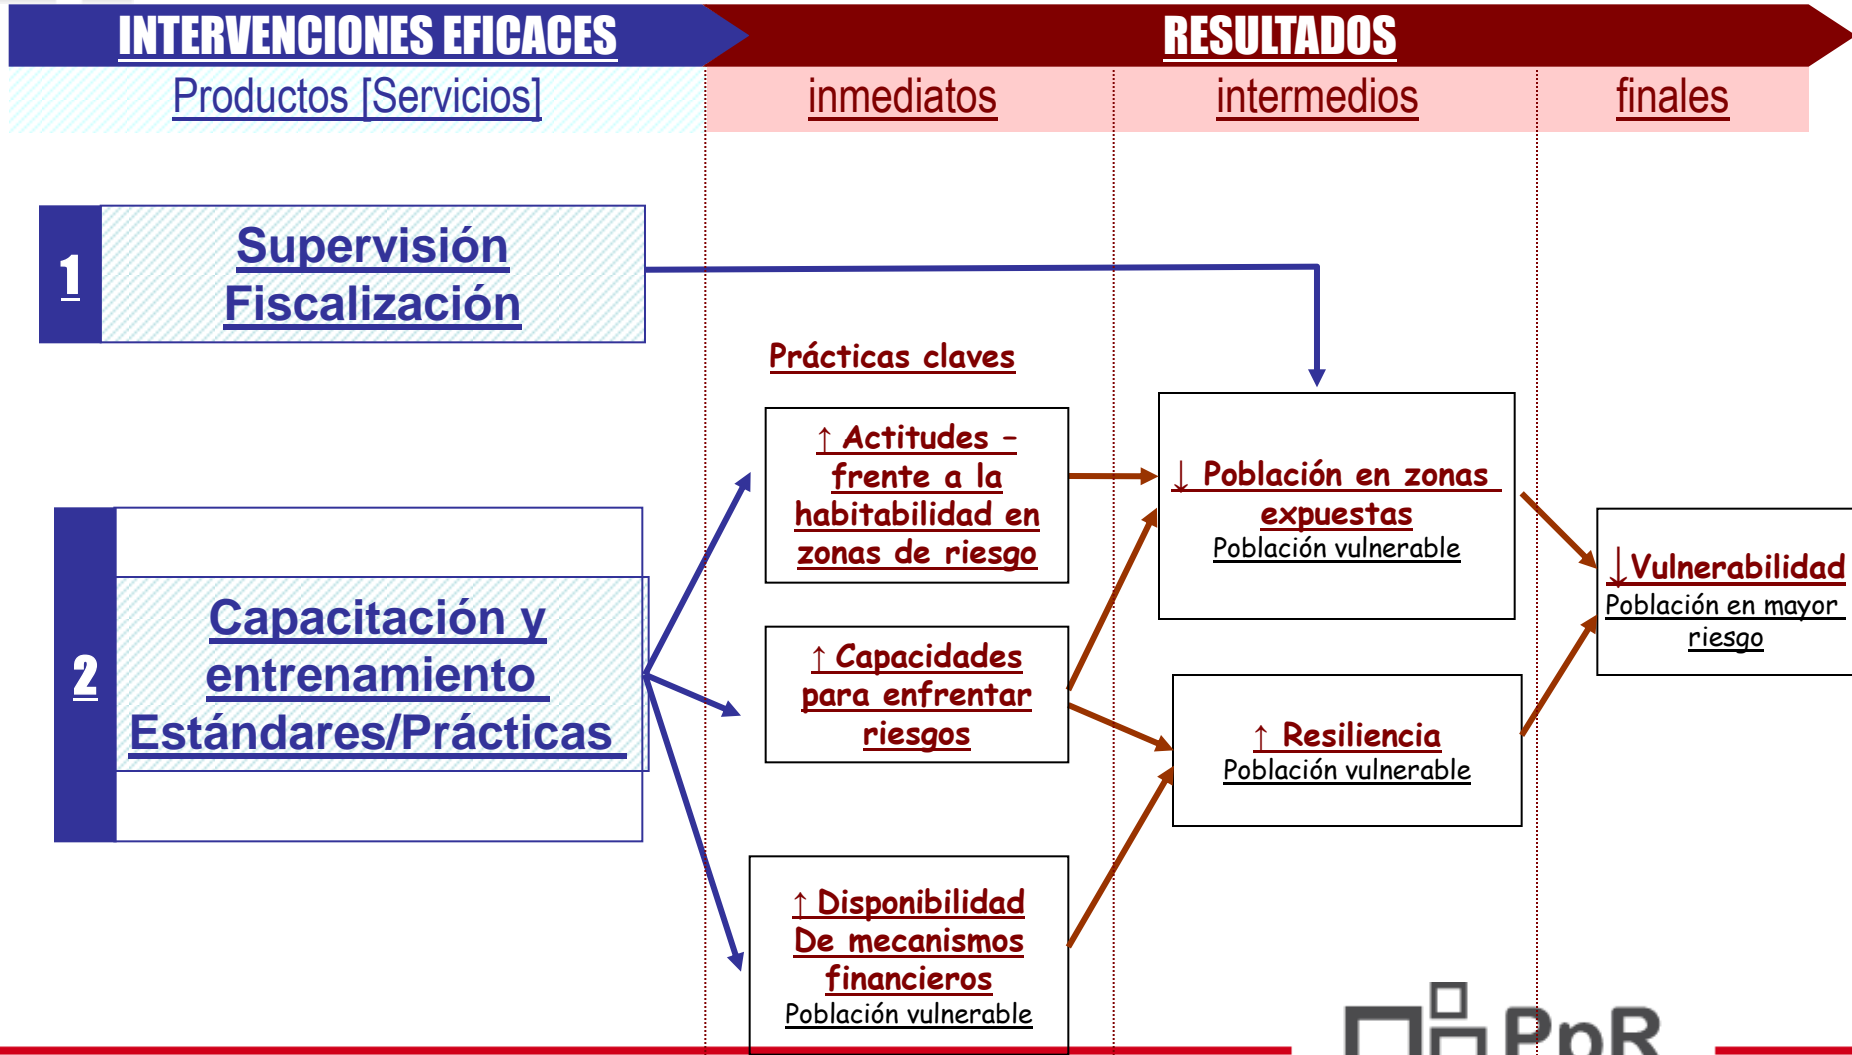 INTERVENCIONES EFICACES
RESULTADOS
Productos [Servicios]
inmediatos
intermedios
finales
1
Supervisión
Fiscalización
Prácticas claves
↑ Actitudes –
frente a la
habitabilidad en
zonas de riesgo
↓ Población en zonas
expuestas
Población vulnerable
↓Vulnerabilidad
Población en mayor
riesgo
2
Capacitación y
entrenamiento
Estándares/Prácticas
↑ Capacidades
para enfrentar
riesgos
↑ Resiliencia
Población vulnerable
↑ Disponibilidad
De mecanismos
financieros
Población vulnerable
PpR